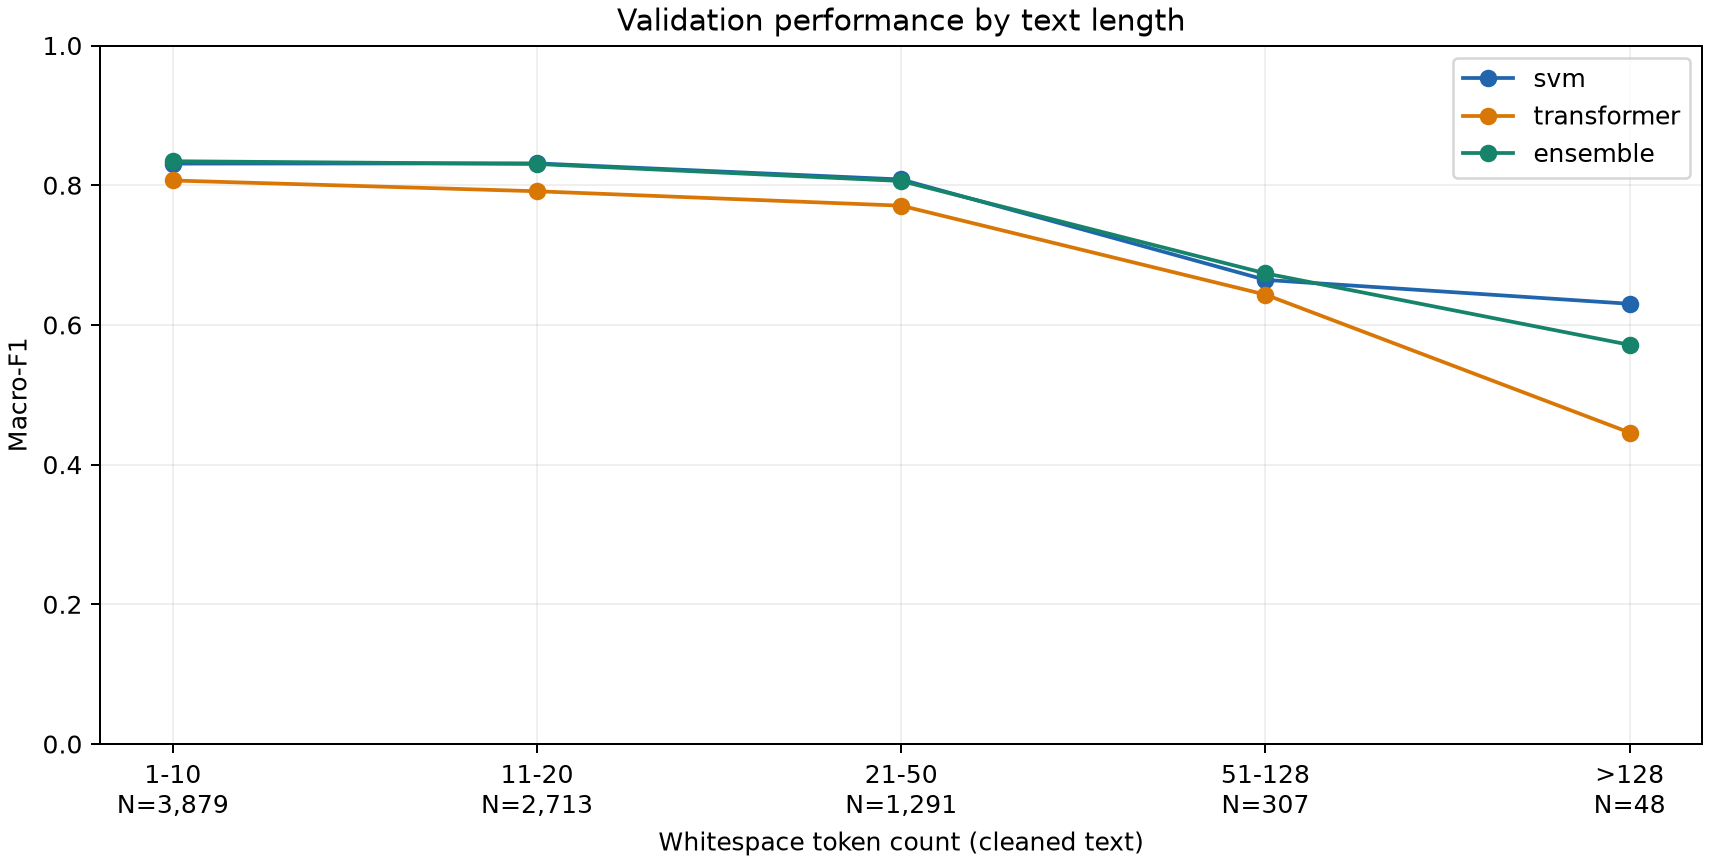 Validation performance by text length
svm
transformer
ensemble
Macro-F1
1.0
0.8
0.6
0.4
0.2
0.0
1-10 11-20 21-50 51-128 >128
N=3,879 N=2,713 N=1,291 N=307 N=48
Whitespace token count (cleaned text)